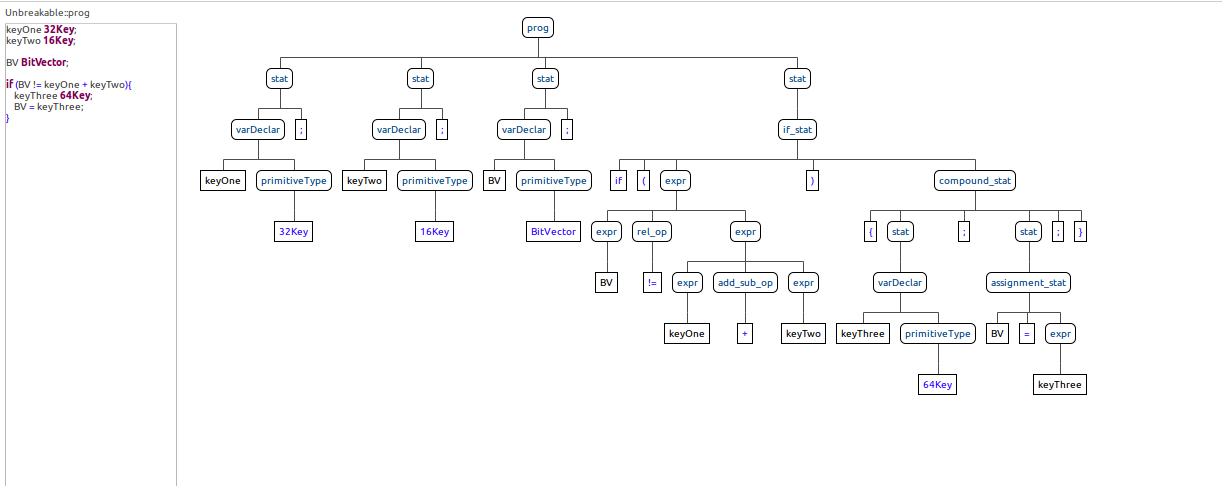 Unbreakable::prog
keyOne 32Key;
keyTwo 16Key;
BV BitVector;
if (BV != keyOne + keyTwo){
keyThree 64Key;
BV = keyThree;
}
prog
stat stat stat stat
varDeclar ; varDeclar ; varDeclar ; if_stat
keyOne primitiveType keyTwo primitiveType BV primitiveType if ( expr ) compound_stat
32Key 16Key BitVector expr rel_op expr { stat ; stat ; }
BV != expr add_sub_op expr varDeclar assignment_stat
keyOne + keyTwo keyThree primitiveType BV = expr
64Key keyThree